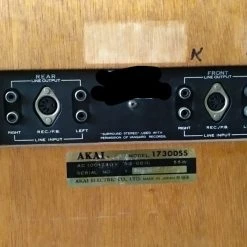 K
REAR
LINE OUTPUT
RIGHT REC./P.B. LEFT
LINE INPUT
"SURROUND STEREO" USED WITH
PERMISSION OF VANGARD RECORDS.
FRONT
LINE OUTPUT
RIGHT REC./P.B.
LINE INPUT
AKAI MODEL 1730DSS
SERIAL NO.
AKAI ELECTRIC CO., LTD. MADE IN JAPAN